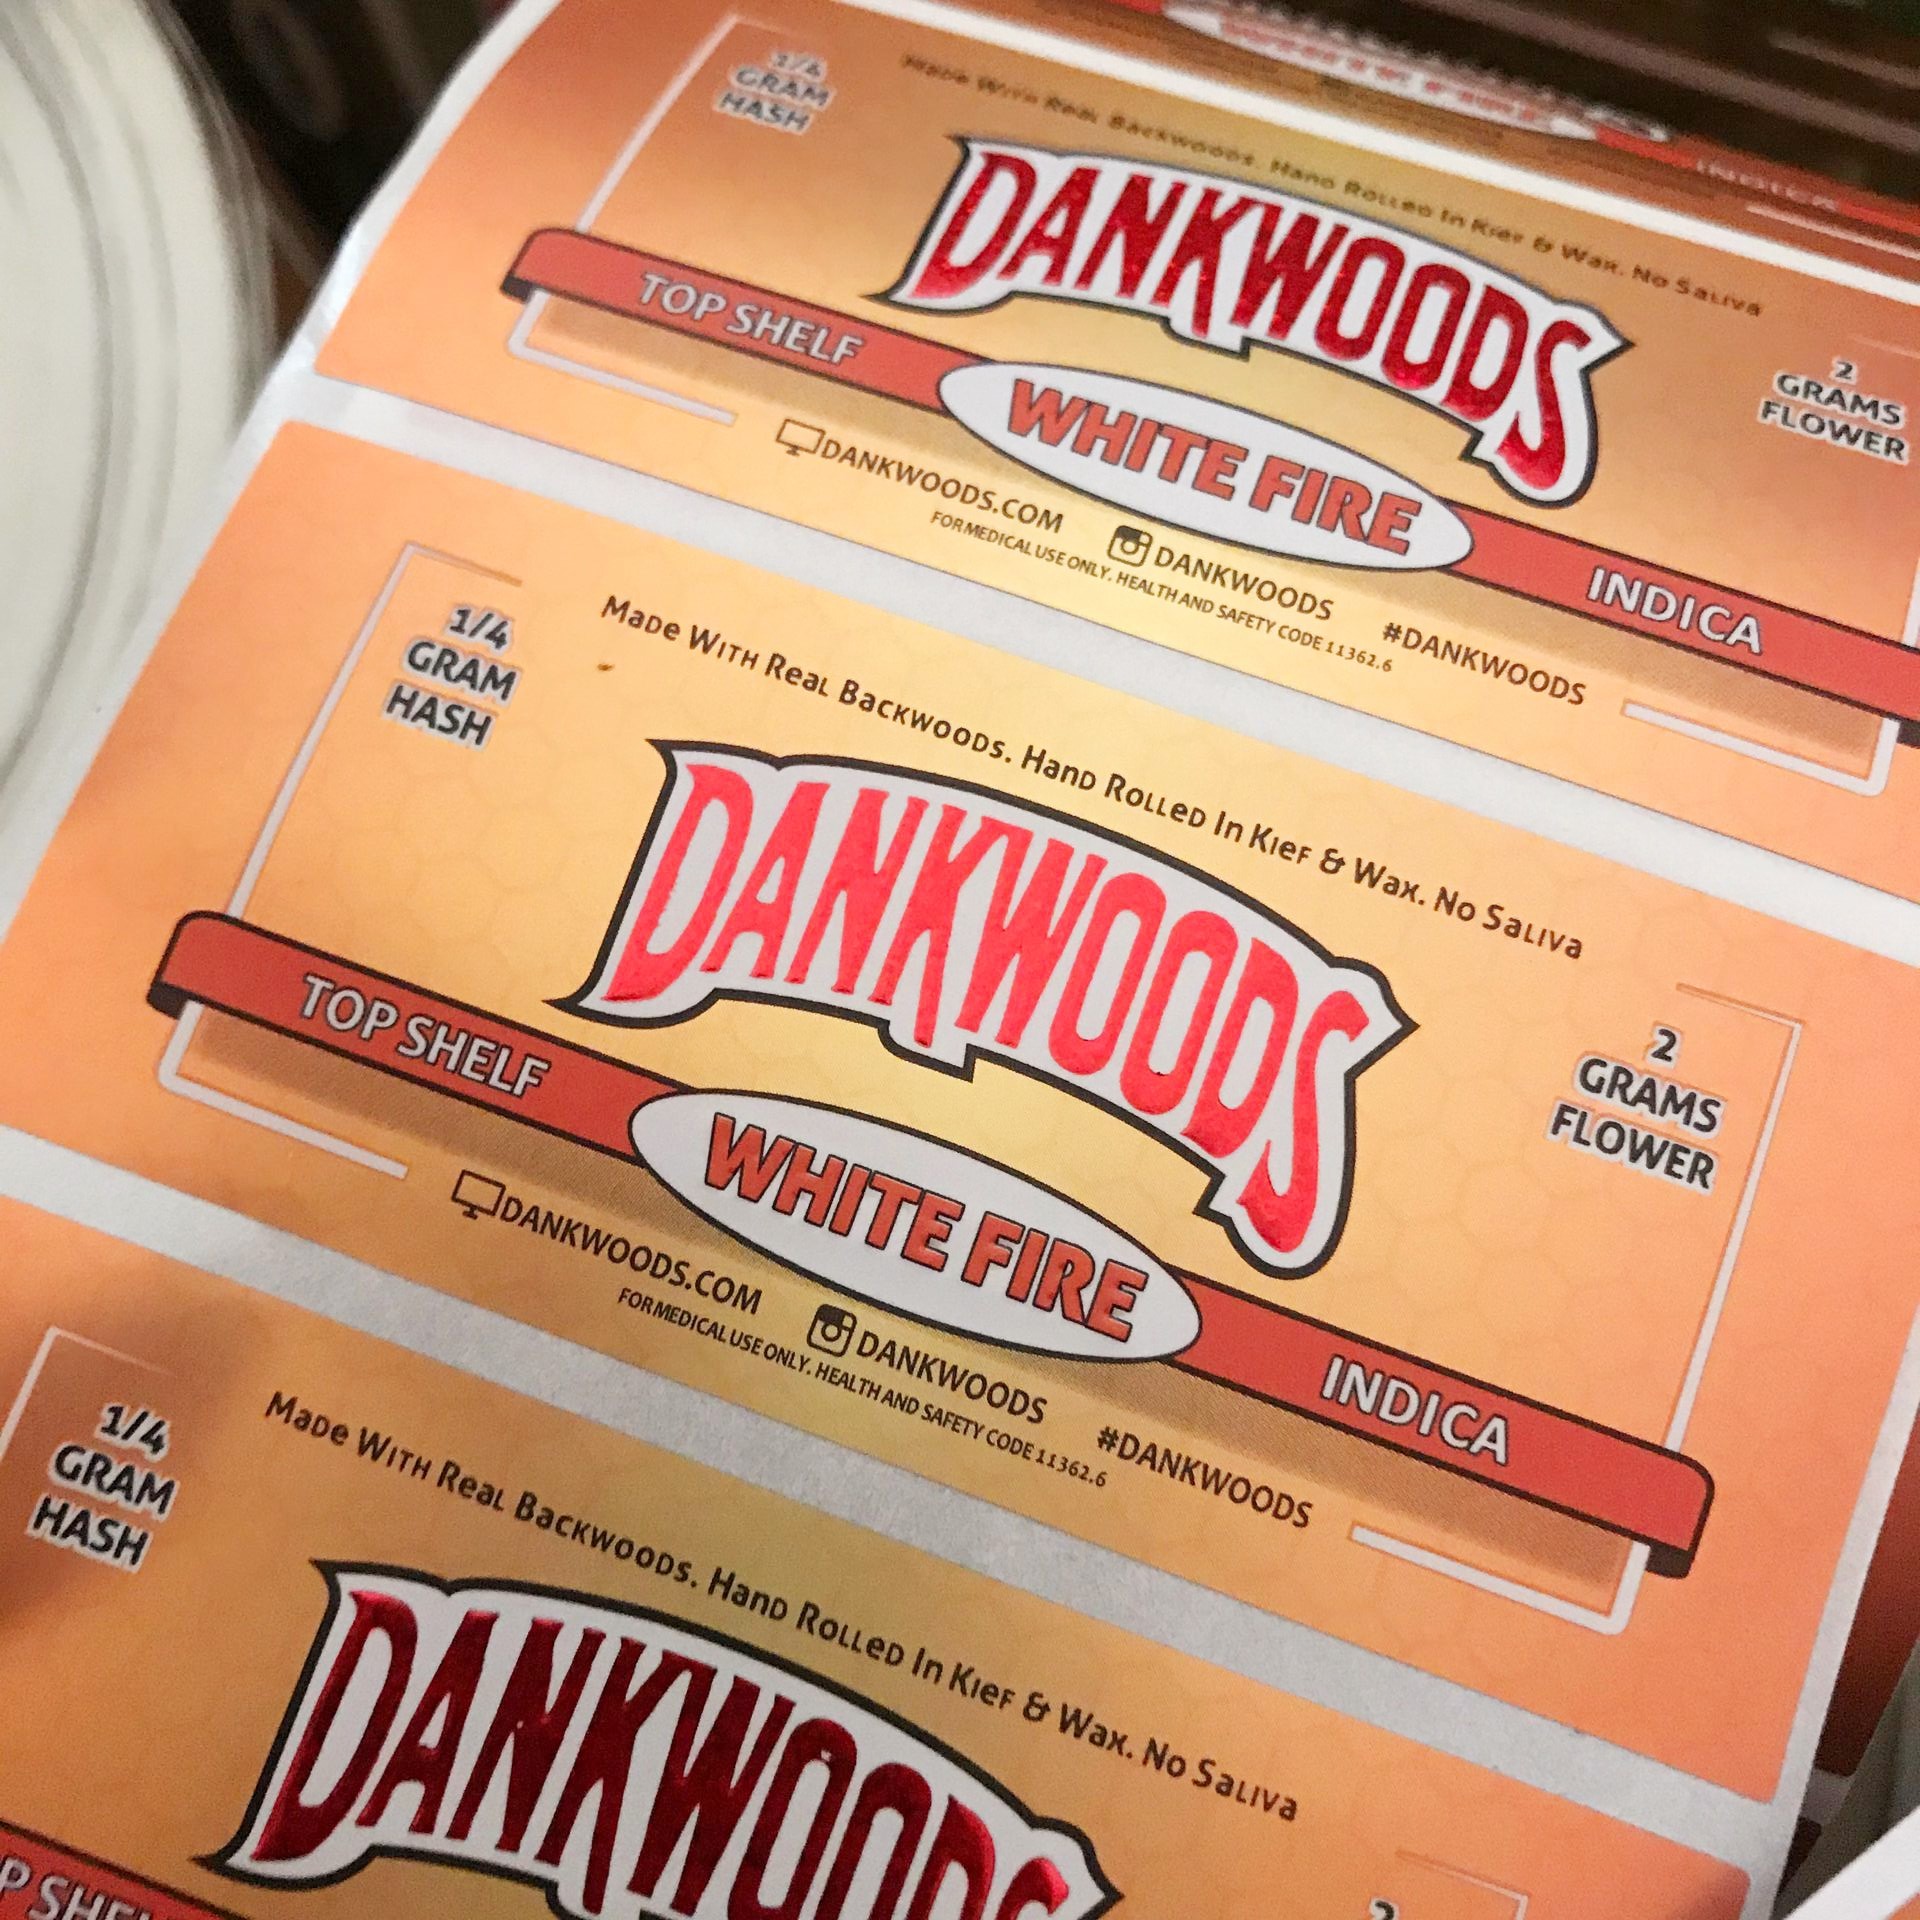 1/4
GRAM
HASH
Made With Real Backwoods. Hand Rolled In Kief & Wax. No Saliva
DANKWOODS
2
GRAMS
FLOWER
TOP SHELF
WHITE FIRE
INDICA
DANKWOODS.COM DANKWOODS #DANKWOODS
FOR MEDICAL USE ONLY. HEALTH AND SAFETY CODE 11362.6
1/4
GRAM
HASH
Made With Real Backwoods. Hand Rolled In Kief & Wax. No Saliva
DANKWOODS
2
GRAMS
FLOWER
TOP SHELF
WHITE FIRE
INDICA
DANKWOODS.COM DANKWOODS #DANKWOODS
FOR MEDICAL USE ONLY. HEALTH AND SAFETY CODE 11362.6
1/4
GRAM
HASH
Made With Real Backwoods. Hand Rolled In Kief & Wax. No Saliva
DANKWOODS
2